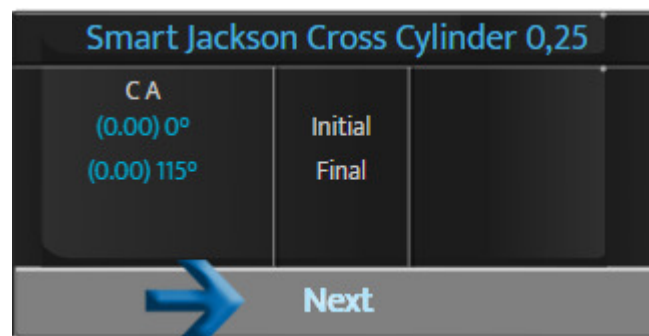 Smart Jackson Cross Cylinder 0,25
C A
(0.00) 0º Initial
(0.00) 115º Final
Next